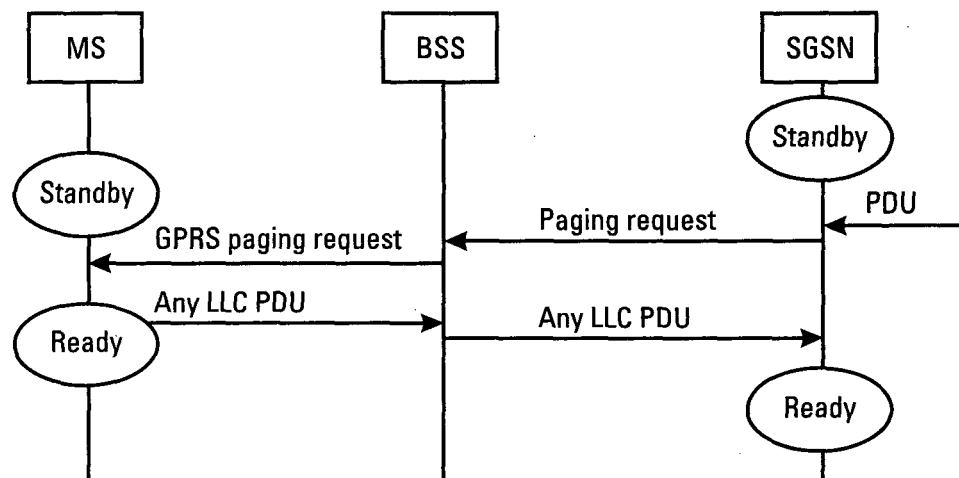 MS
BSS
SGSN
Standby
Standby
PDU
Paging request
GPRS paging request
Any LLC PDU
Any LLC PDU
Ready
Ready